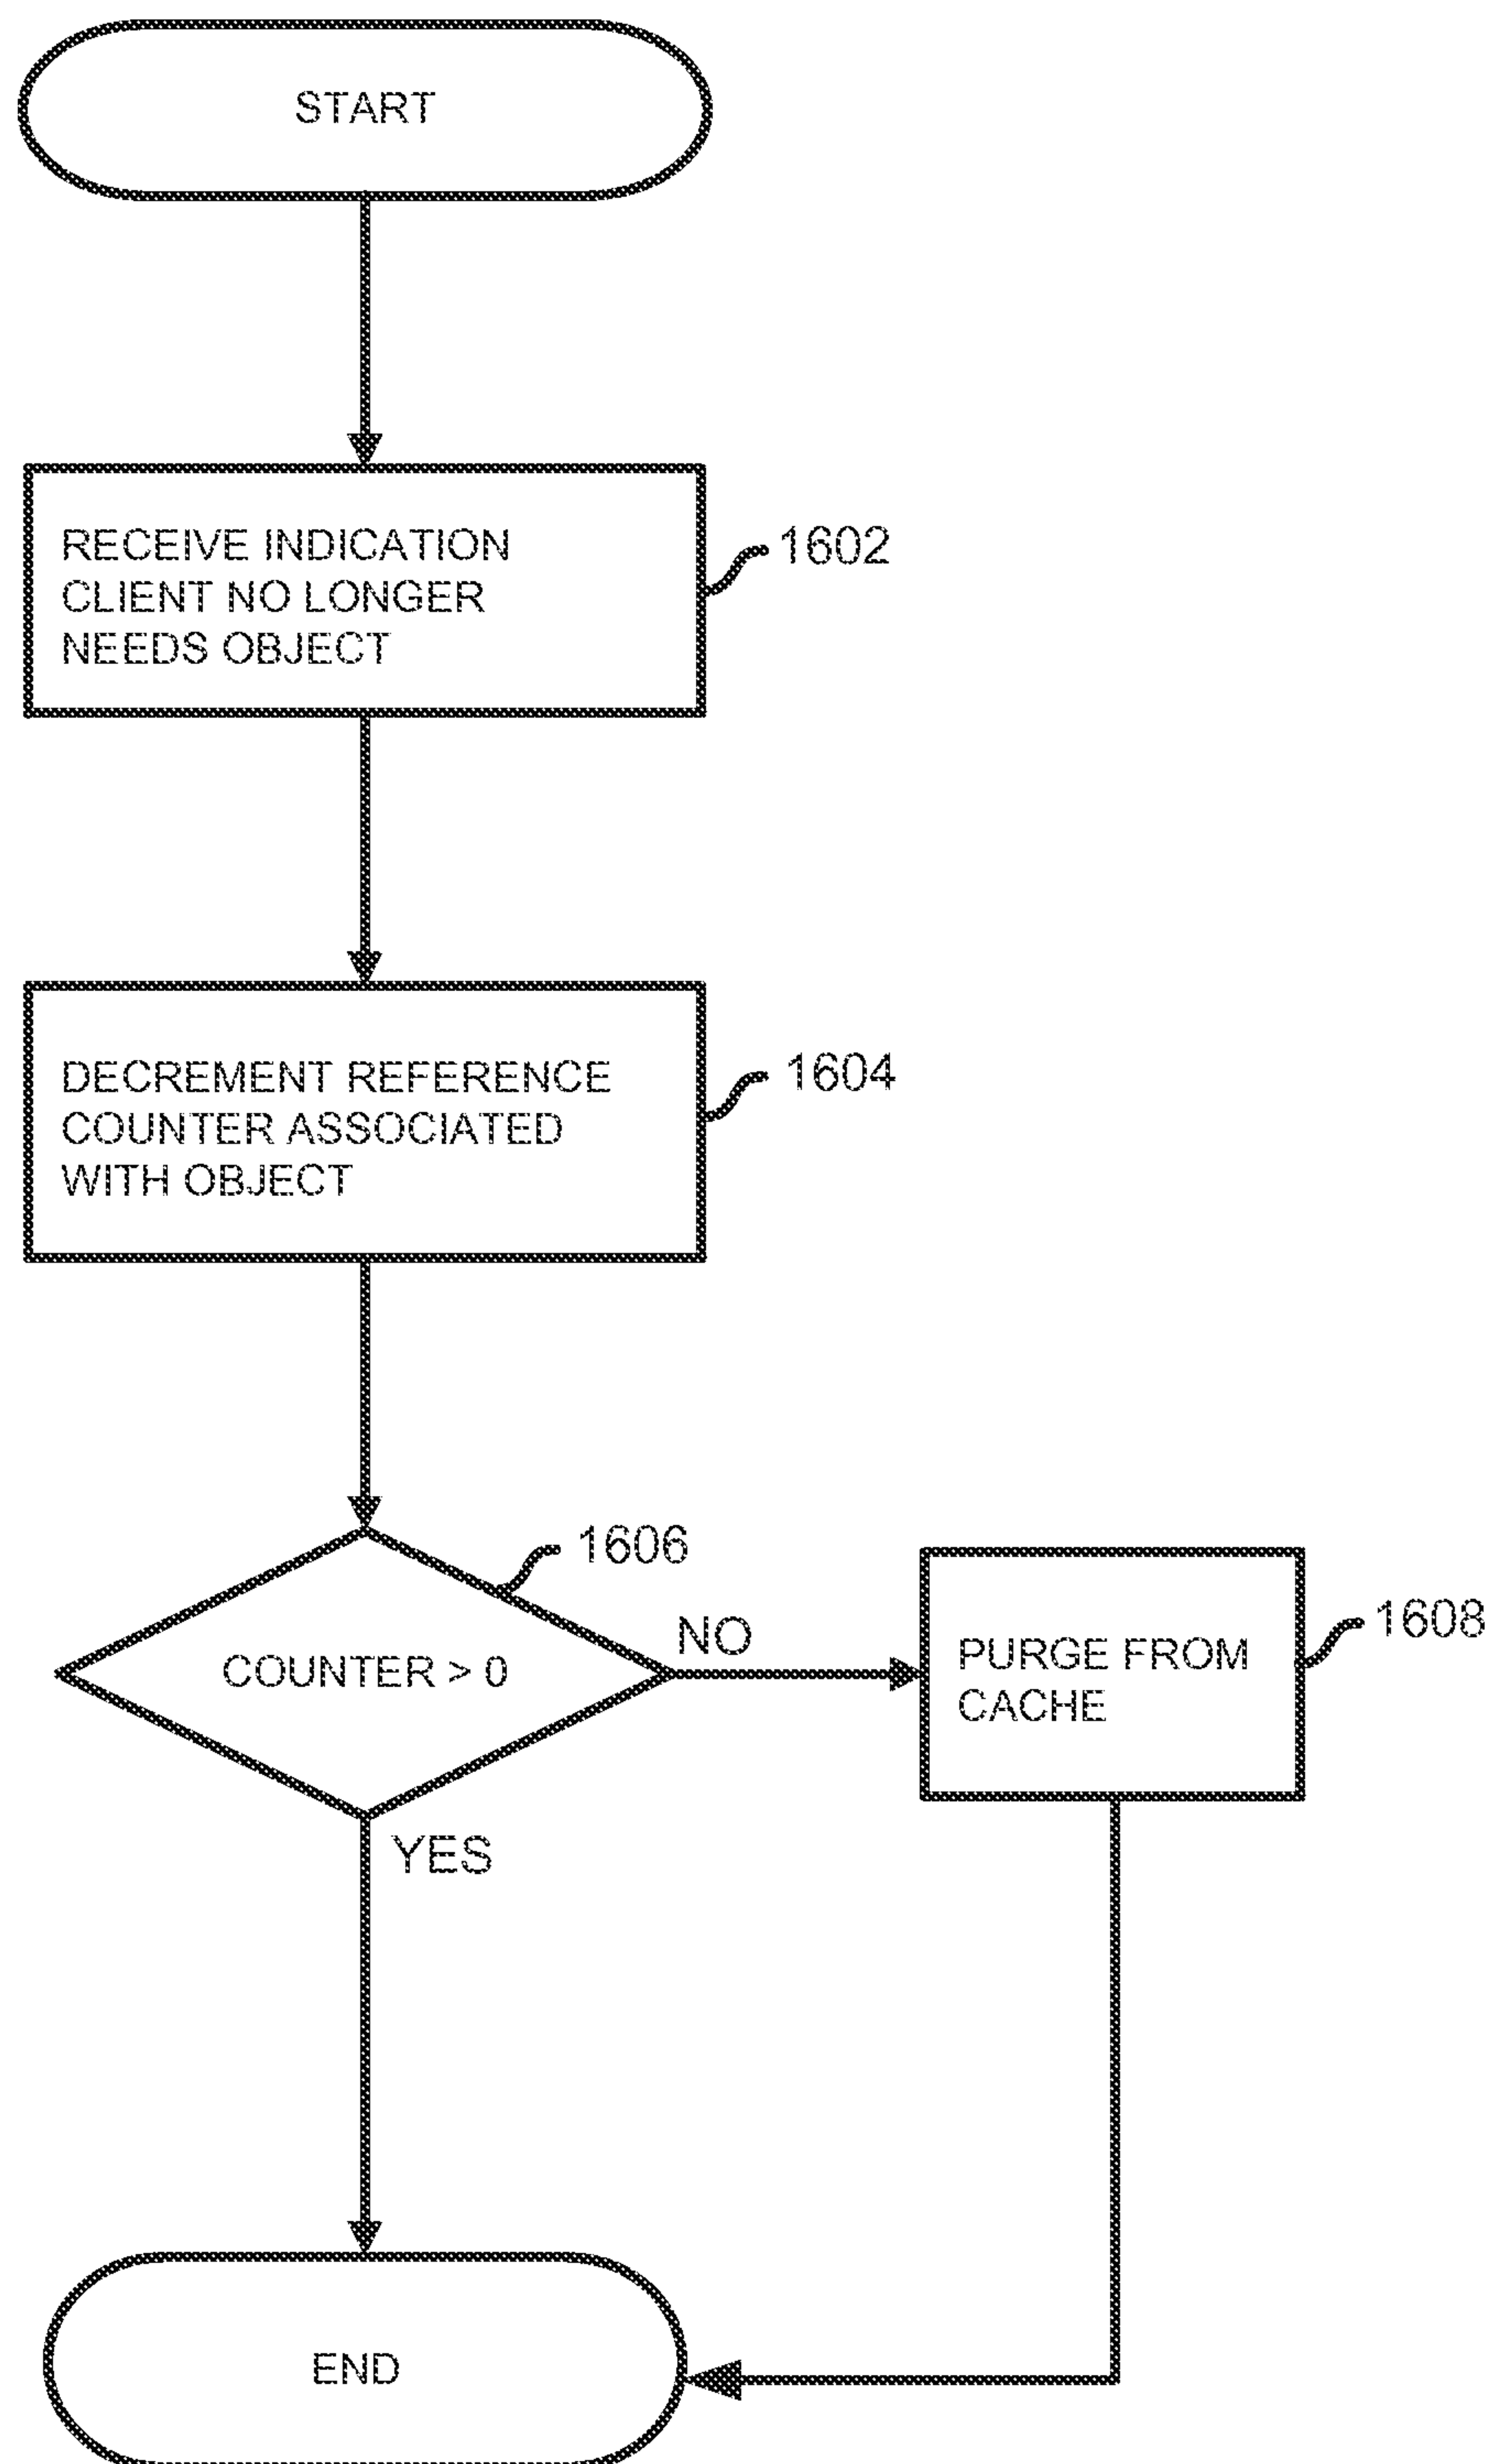 START
RECEIVE INDICATION
CLIENT NO LONGER
NEEDS OBJECT
1602
DECREMENT REFERENCE
COUNTER ASSOCIATED
WITH OBJECT
1604
1606
COUNTER > 0
NO
YES
PURGE FROM
CACHE
1608
END